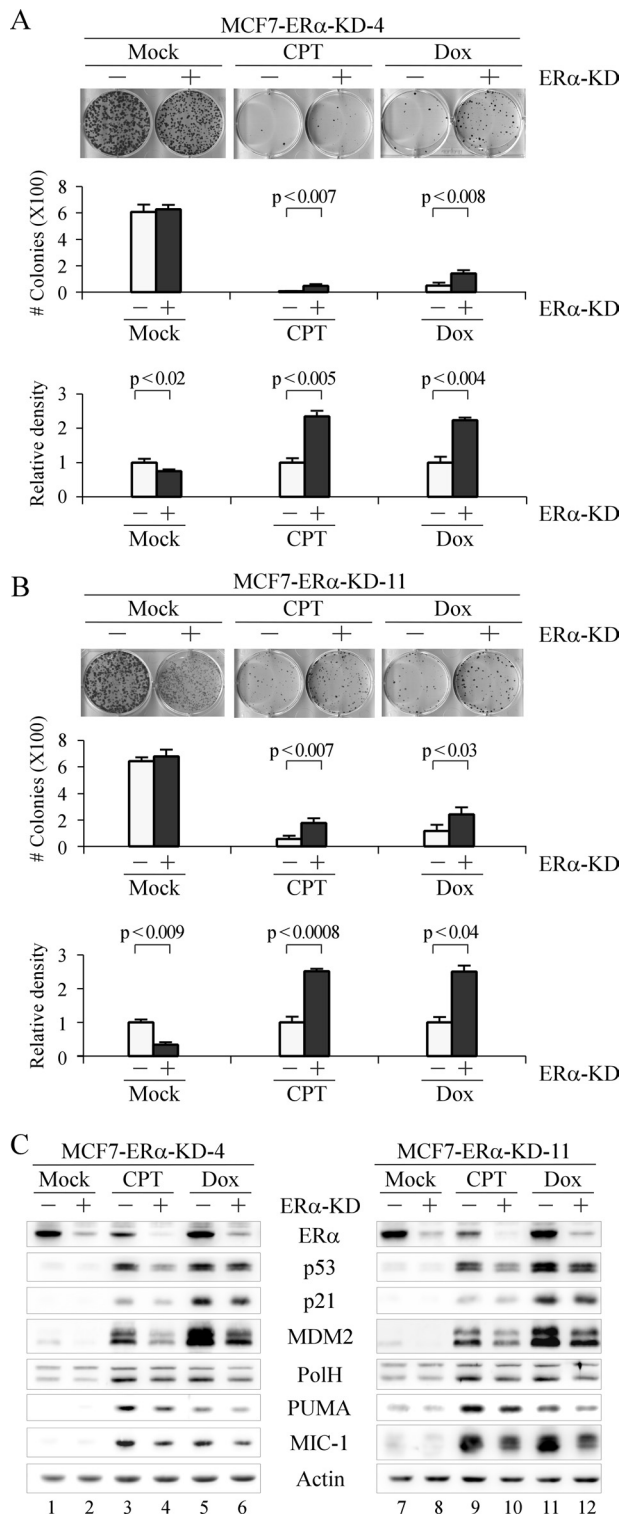 A
MCF7-ERα-KD-4
Mock CPT Dox
— + — + — + ERα-KD
# Colonies (X100)
8
6
4
2
0
p<0.007
p<0.008
— + — + — + ERα-KD
Mock CPT Dox
Relative density
3
2
1
0
p<0.02
p<0.005
p<0.004
— + — + — + ERα-KD
Mock CPT Dox
B
MCF7-ERα-KD-11
Mock CPT Dox
— + — + — + ERα-KD
# Colonies (X100)
8
6
4
2
0
p<0.007
p<0.03
— + — + — + ERα-KD
Mock CPT Dox
Relative density
3
2
1
0
p<0.009
p<0.0008
p<0.04
— + — + — + ERα-KD
Mock CPT Dox
C
MCF7-ERα-KD-4 MCF7-ERα-KD-11
Mock CPT Dox Mock CPT Dox
— + — + — + ERα-KD — + — + — +
ERα
p53
p21
MDM2
PolH
PUMA
MIC-1
Actin
1 2 3 4 5 6 7 8 9 10 11 12